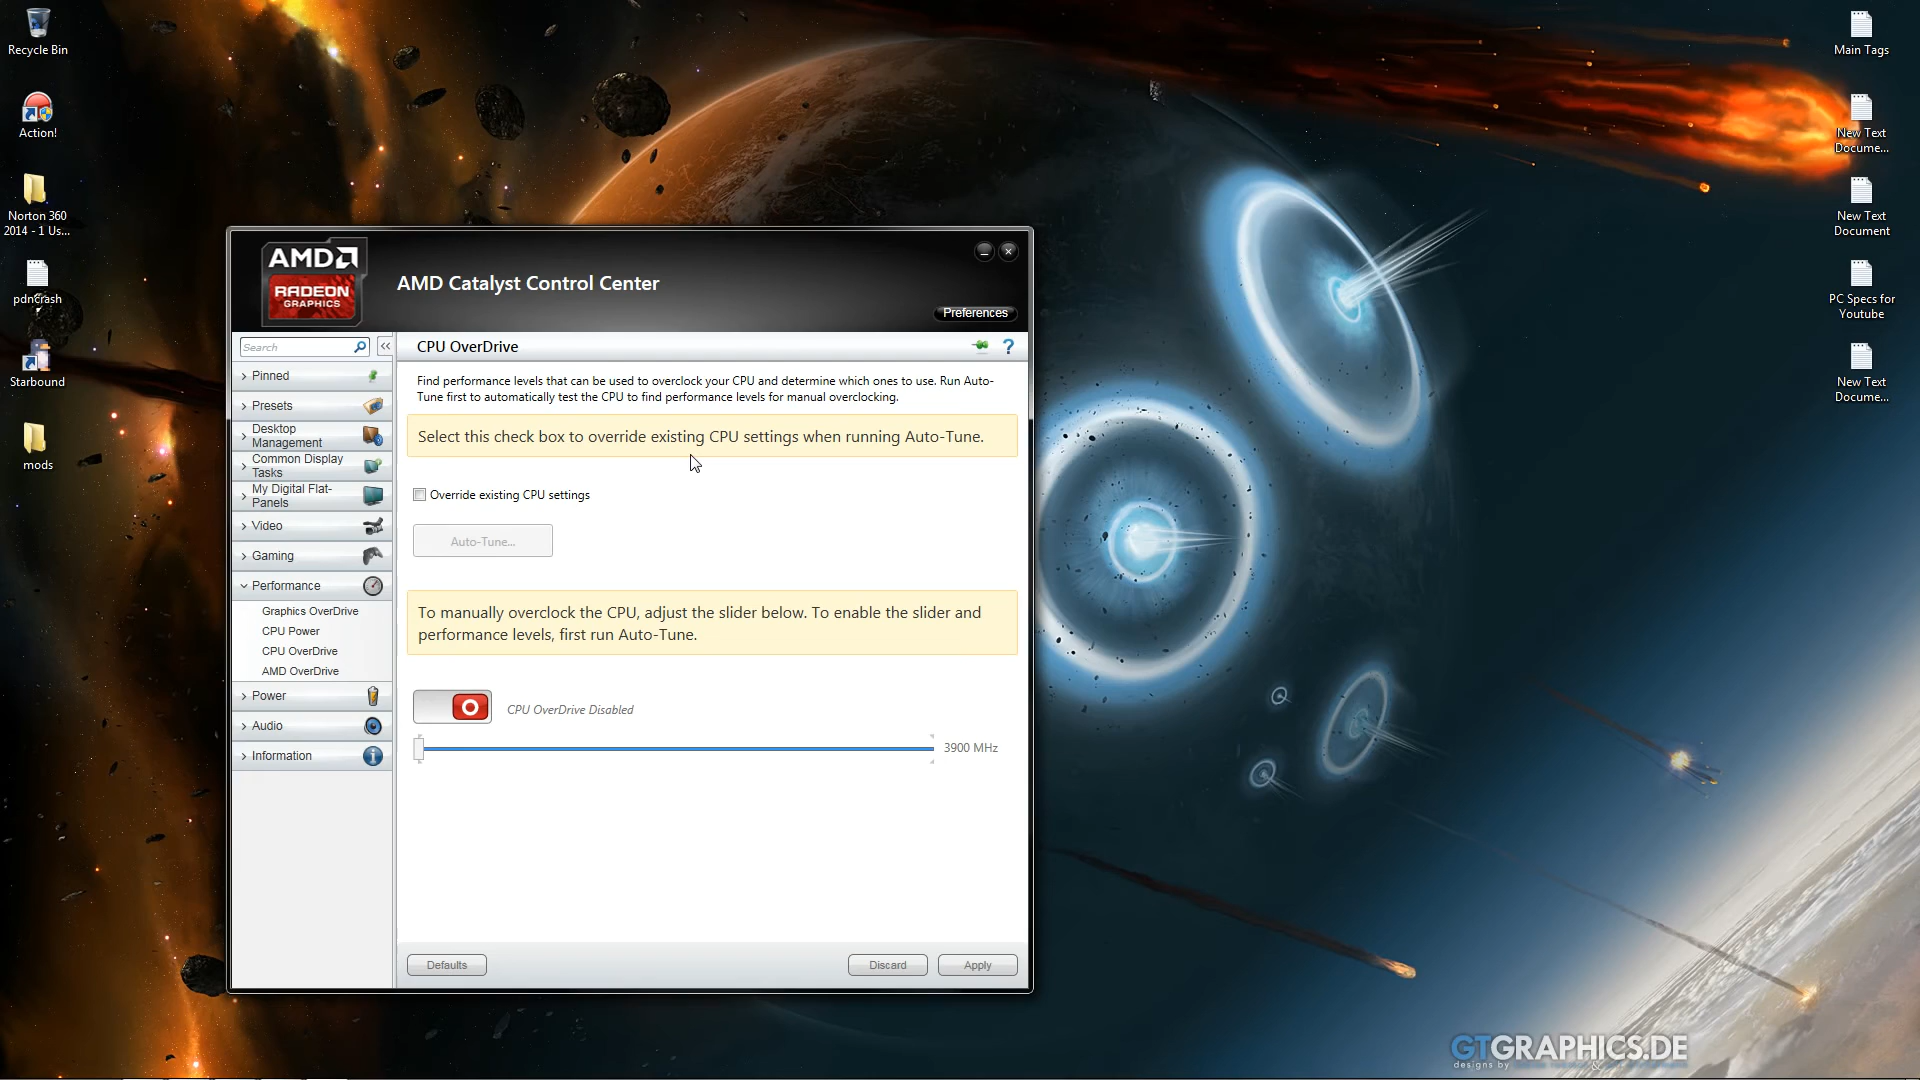 Recycle Bin
Action!
Norton 360
2014 - 1 Us...
pdncrash
Starbound
mods
AMD
RADEON
GRAPHICS
AMD Catalyst Control Center
Preferences
Search
Pinned
Presets
Desktop
Management
Common Display
Tasks
My Digital Flat-
Panels
Video
Gaming
Performance
Graphics OverDrive
CPU Power
CPU OverDrive
AMD OverDrive
Power
Audio
Information
CPU OverDrive
Find performance levels that can be used to overclock your CPU and determine which ones to use. Run Auto-
Tune first to automatically test the CPU to find performance levels for manual overclocking.
Select this check box to override existing CPU settings when running Auto-Tune.
Override existing CPU settings
Auto-Tune...
To manually overclock the CPU, adjust the slider below. To enable the slider and
performance levels, first run Auto-Tune.
CPU OverDrive Disabled
3900 MHz
Defaults
Discard
Apply
Main Tags
New Text
Docume...
New Text
Document
PC Specs for
Youtube
New Text
Docume...
GTGRAPHICS.DE
designs by